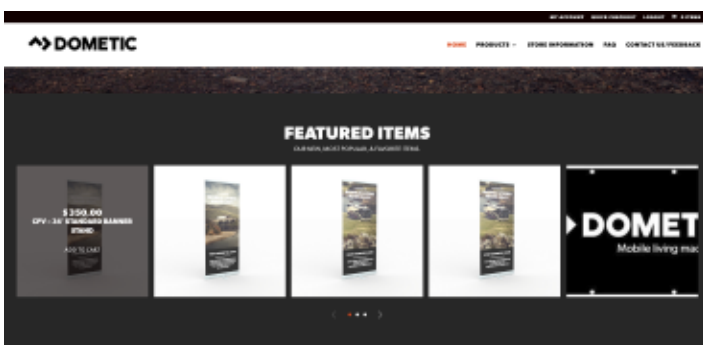 MY ACCOUNT QUICK CHECKOUT LOGOUT 0 ITEMS
DOMETIC
HOME PRODUCTS STORE INFORMATION FAQ CONTACT US/FEEDBACK
FEATURED ITEMS
OUR NEW, MOST POPULAR, & FAVORITE ITEMS.
$350.00
CPV - 36" STANDARD BANNER
STAND
ADD TO CART
DOMET
Mobile living mad